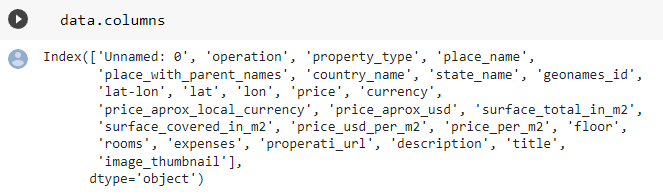 data.columns
Index(['Unnamed: 0', 'operation', 'property_type', 'place_name',
'place_with_parent_names', 'country_name', 'state_name', 'geonames_id',
'lat-lon', 'lat', 'lon', 'price', 'currency',
'price_aprox_local_currency', 'price_aprox_usd', 'surface_total_in_m2',
'surface_covered_in_m2', 'price_usd_per_m2', 'price_per_m2', 'floor',
'rooms', 'expenses', 'properati_url', 'description', 'title',
'image_thumbnail'],
dtype='object')